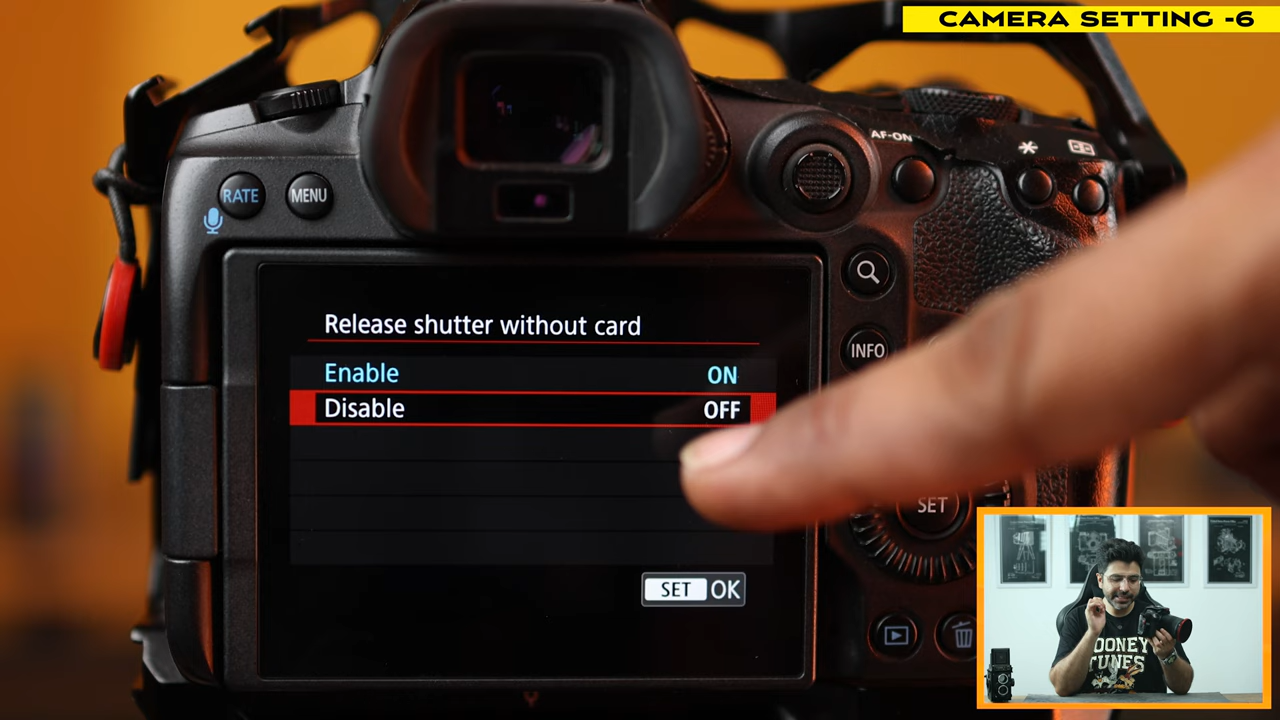 CAMERA SETTING -6
AF-ON
RATE
MENU
INFO
Release shutter without card
Enable ON
Disable OFF
SET
SET OK
LOONEY
TUNES